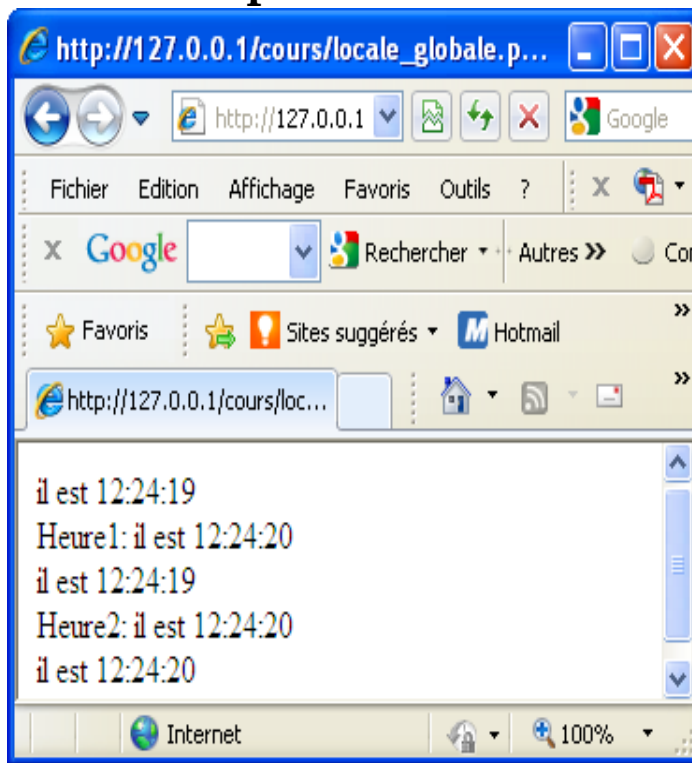 http://127.0.0.1/cours/locale_globale.p...
http://127.0.0.1 Google
Fichier Edition Affichage Favoris Outils ? X
X Google Rechercher Autres >> Cor
Favoris Sites suggérés Hotmail >>
http://127.0.0.1/cours/loc... >>
il est 12:24:19
Heure1: il est 12:24:20
il est 12:24:19
Heure2: il est 12:24:20
il est 12:24:20
Internet 100%